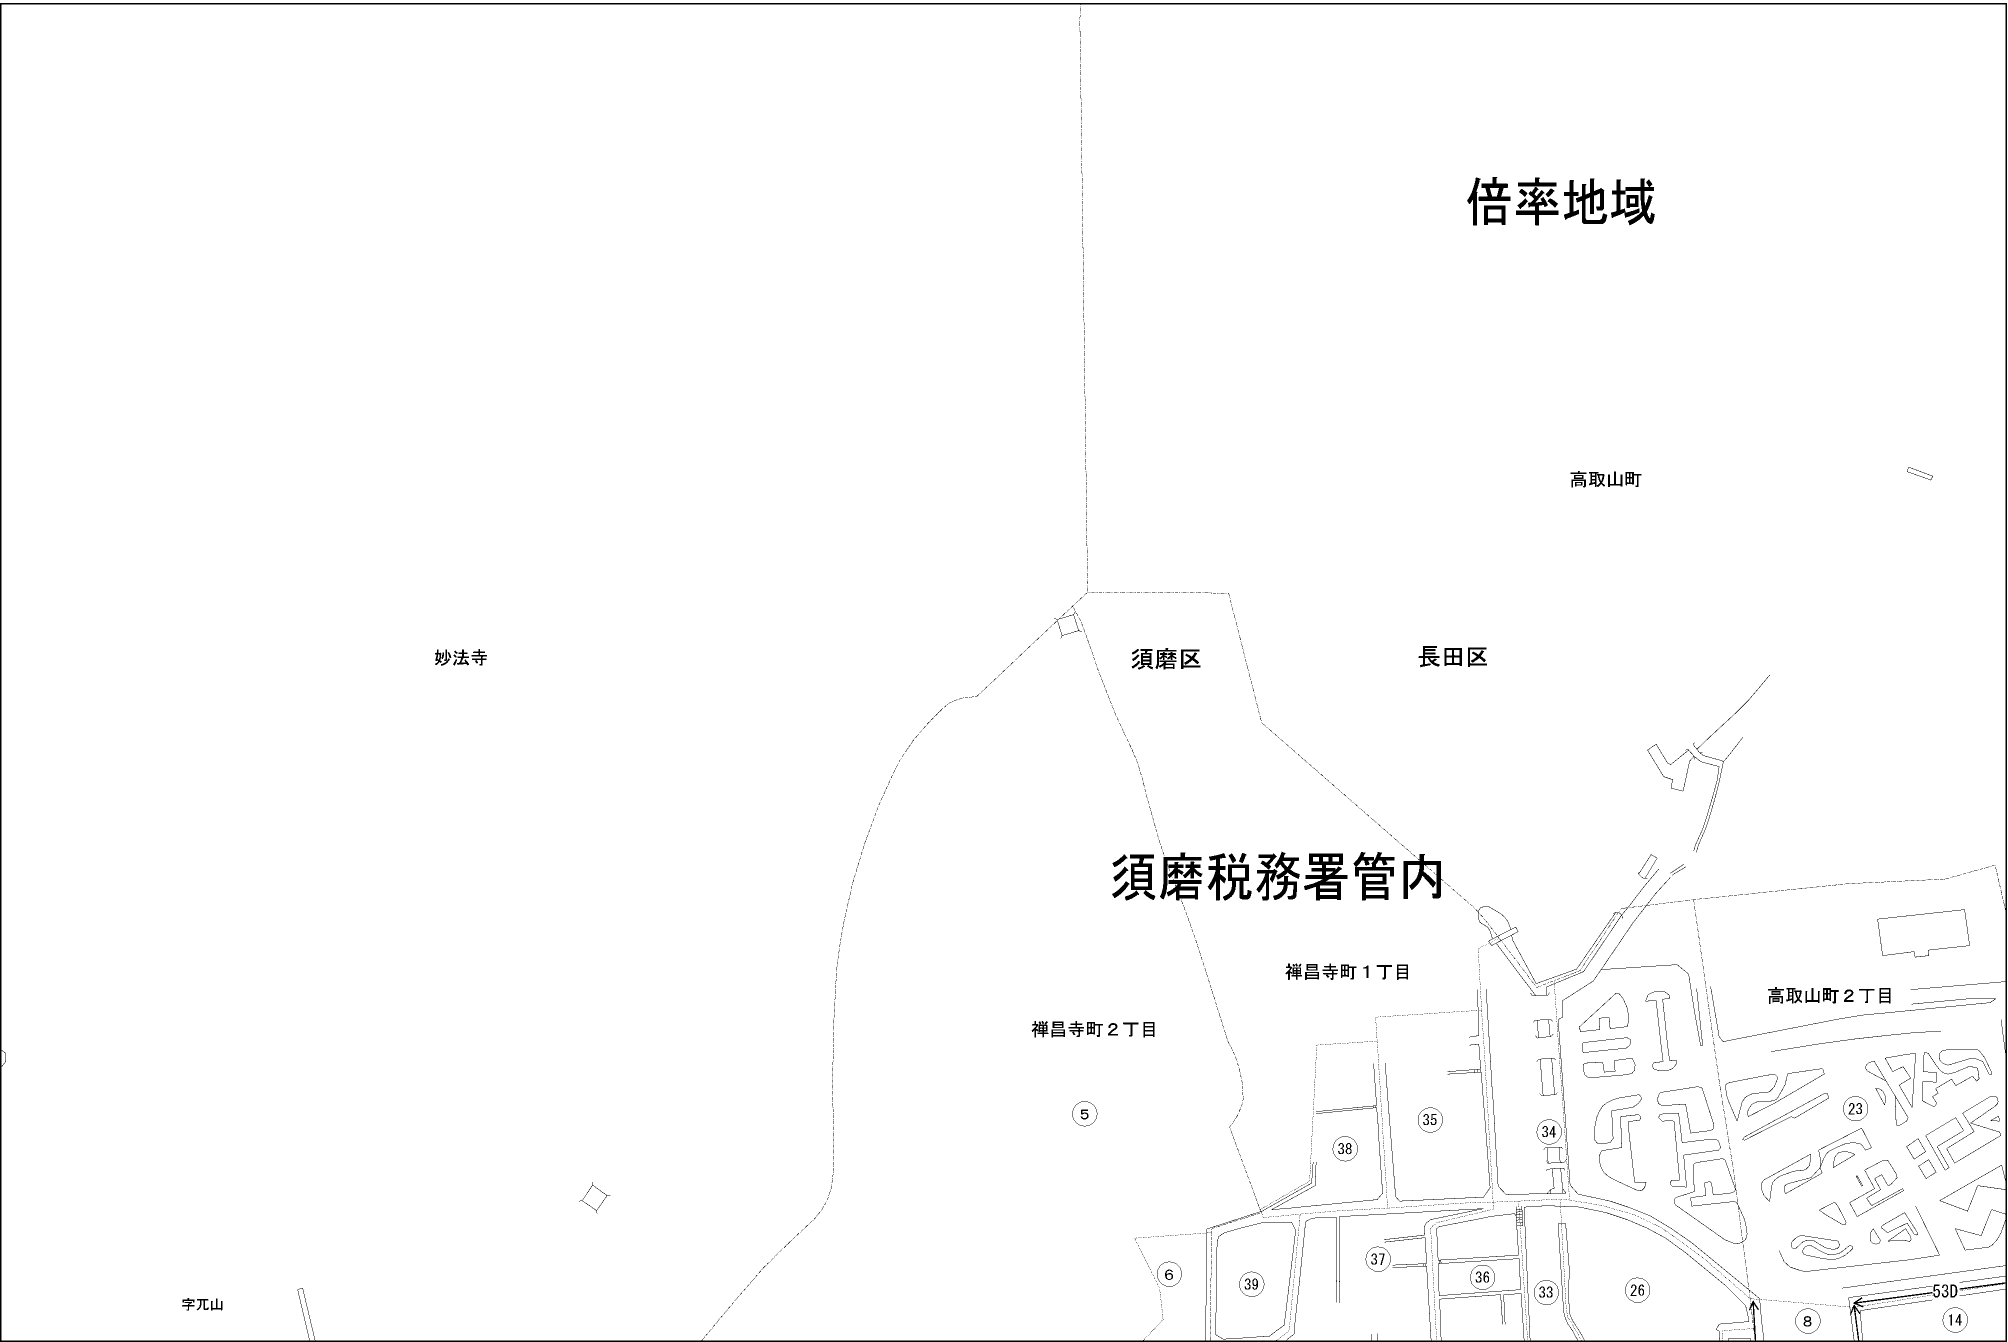 倍率地域
高取山町
妙法寺
須磨区
長田区
須磨税務署管内
禅昌寺町1丁目
高取山町2丁目
禅昌寺町2丁目
5
23
35
34
38
6
37
39
36
33
26
53D
字兀山
8
14